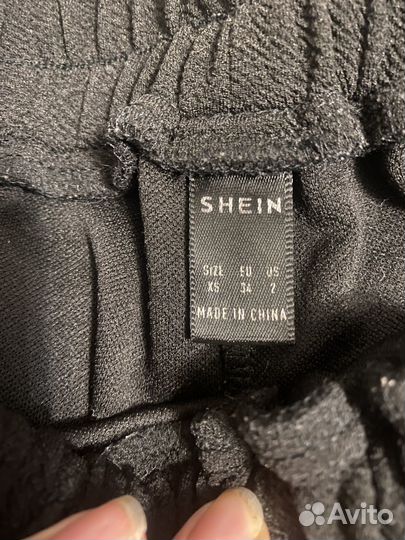 SHEIN
SIZE EU US
XS 34 2
MADE IN CHINA
Avito